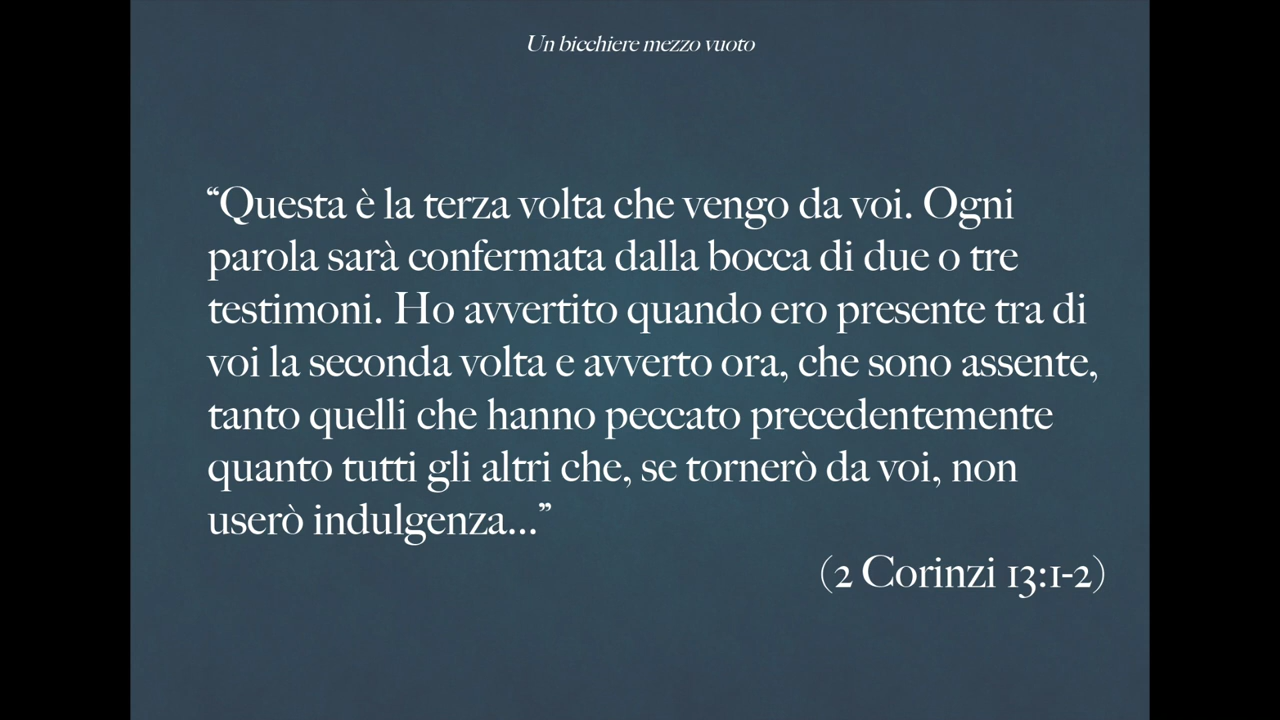 Un bicchiere mezzo vuoto
“Questa è la terza volta che vengo da voi. Ogni
parola sarà confermata dalla bocca di due o tre
testimoni. Ho avvertito quando ero presente tra di
voi la seconda volta e avverto ora, che sono assente,
tanto quelli che hanno peccato precedentemente
quanto tutti gli altri che, se tornerò da voi, non
userò indulgenza...”
(2 Corinzi 13:1-2)